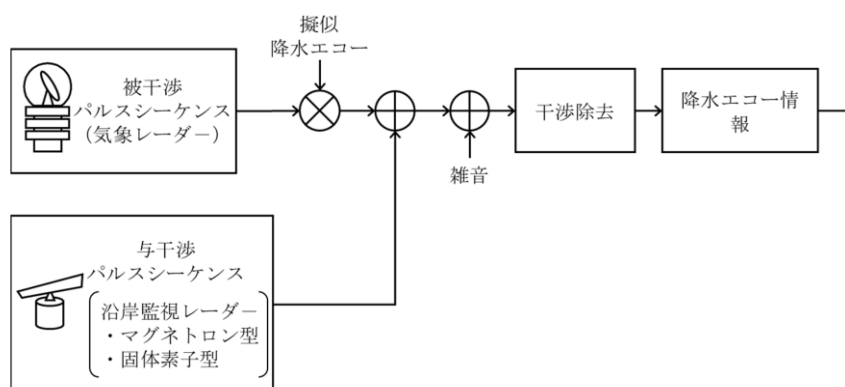 擬似
降水エコー
被干渉
パルスシーケンス
（気象レーダー）
干渉除去
降水エコー情
報
雑音
与干渉
パルスシーケンス
沿岸監視レーダー
・マグネトロン型
・固体素子型